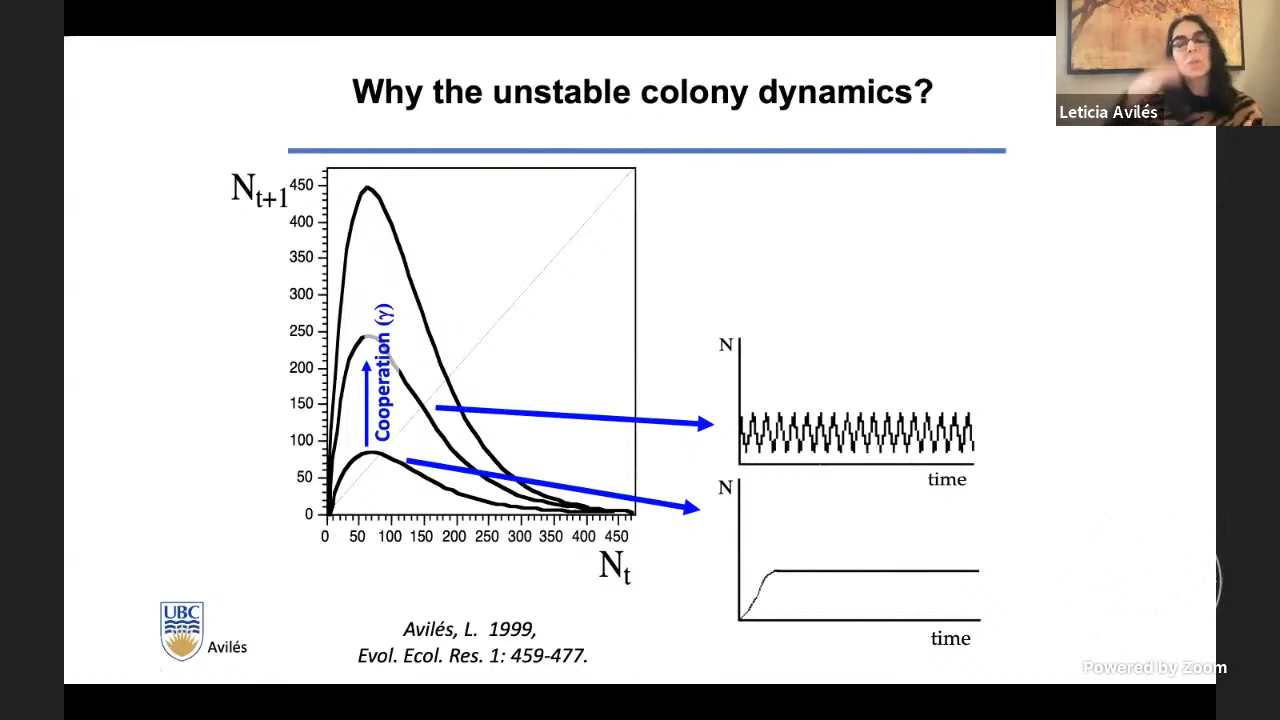 Why the unstable colony dynamics?
Leticia Avilés
Nt+1
450
400
350
300
250
200
150
100
50
0
Cooperation (γ)
0 50 100 150 200 250 300 350 400 450
Nt
N
time
N
time
UBC
Avilés
Avilés, L. 1999,
Evol. Ecol. Res. 1: 459-477.
Powered by Zoom